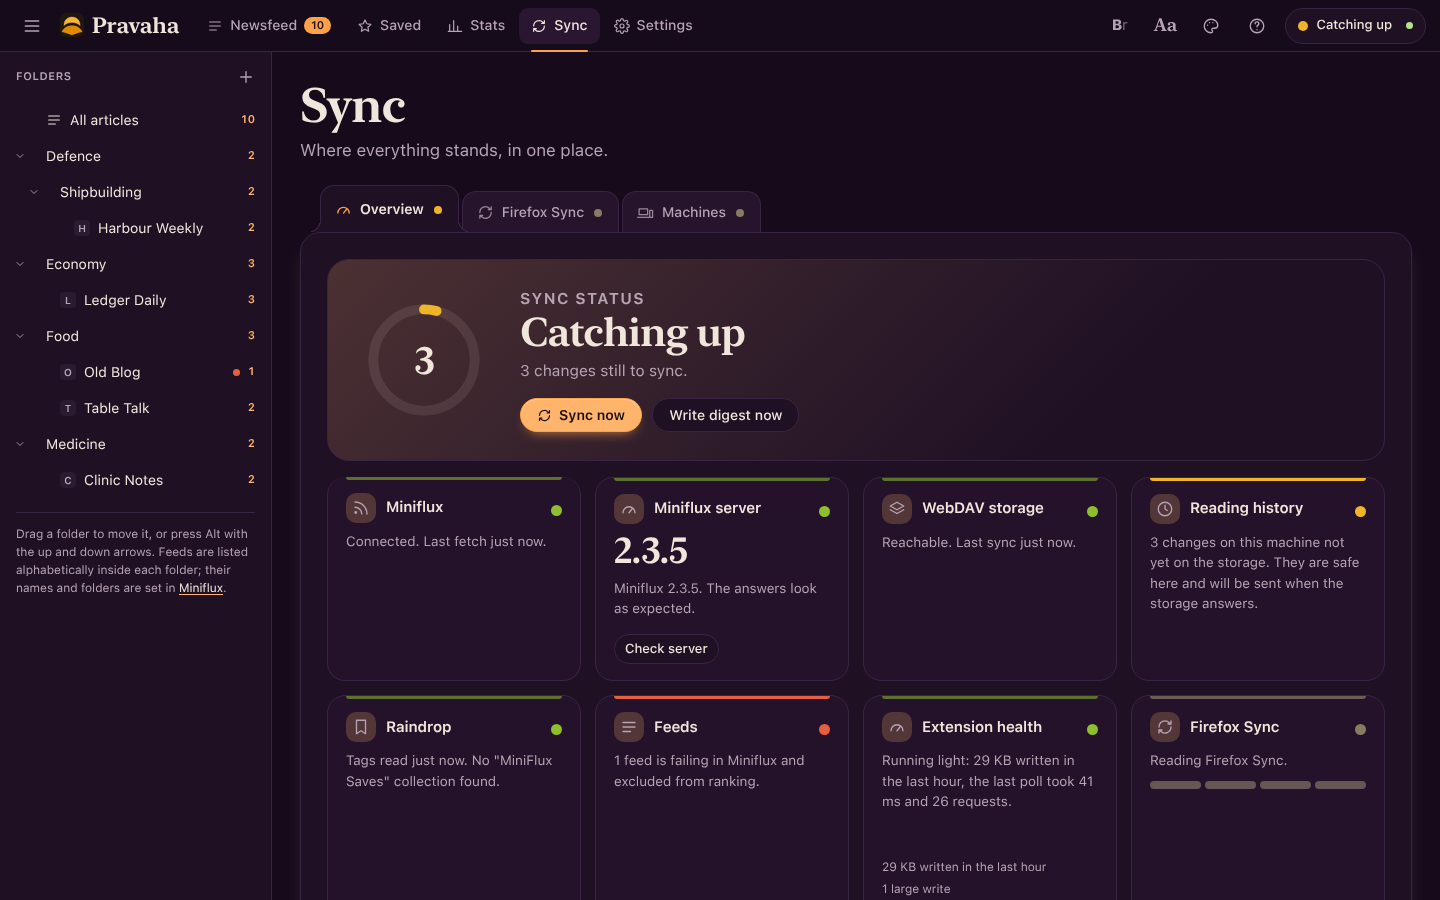 Pravaha
Newsfeed 10
Saved
Stats
Sync
Settings
Br
Aa
Catching up
FOLDERS
All articles 10
Defence 2
Shipbuilding 2
H Harbour Weekly 2
Economy 3
L Ledger Daily 3
Food 3
O Old Blog 1
T Table Talk 2
Medicine 2
C Clinic Notes 2
Drag a folder to move it, or press Alt with
the up and down arrows. Feeds are listed
alphabetically inside each folder; their
names and folders are set in Miniflux.
Sync
Where everything stands, in one place.
Overview
Firefox Sync
Machines
3
SYNC STATUS
Catching up
3 changes still to sync.
Sync now
Write digest now
Miniflux
Connected. Last fetch just now.
Miniflux server
2.3.5
Miniflux 2.3.5. The answers look
as expected.
Check server
WebDAV storage
Reachable. Last sync just now.
Reading history
3 changes on this machine not
yet on the storage. They are safe
here and will be sent when the
storage answers.
Raindrop
Tags read just now. No "MiniFlux
Saves" collection found.
Feeds
1 feed is failing in Miniflux and
excluded from ranking.
Extension health
Running light: 29 KB written in
the last hour, the last poll took 41
ms and 26 requests.
29 KB written in the last hour
1 large write
Firefox Sync
Reading Firefox Sync.